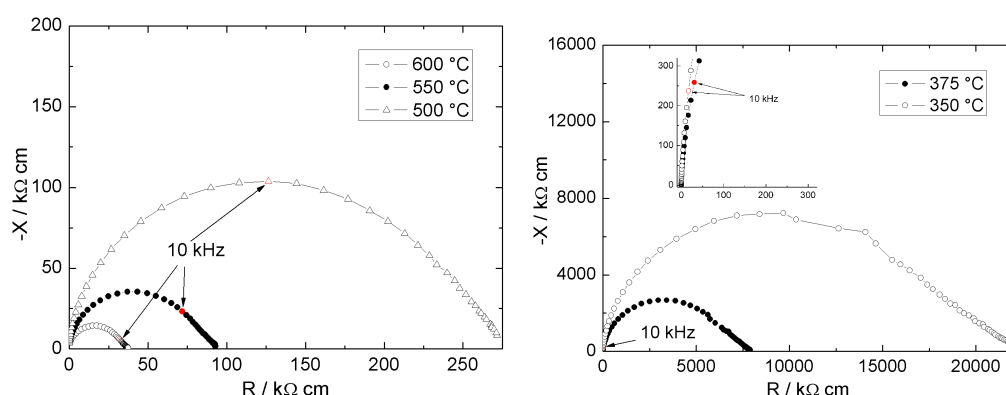 200
150
100
50
0
-X / kΩ cm
600 °C
550 °C
500 °C
10 kHz
0 50 100 150 200 250
R / kΩ cm
16000
12000
8000
4000
0
-X / kΩ cm
300
200
100
0
0 100 200 300
10 kHz
375 °C
350 °C
10 kHz
0 5000 10000 15000 20000
R / kΩ cm